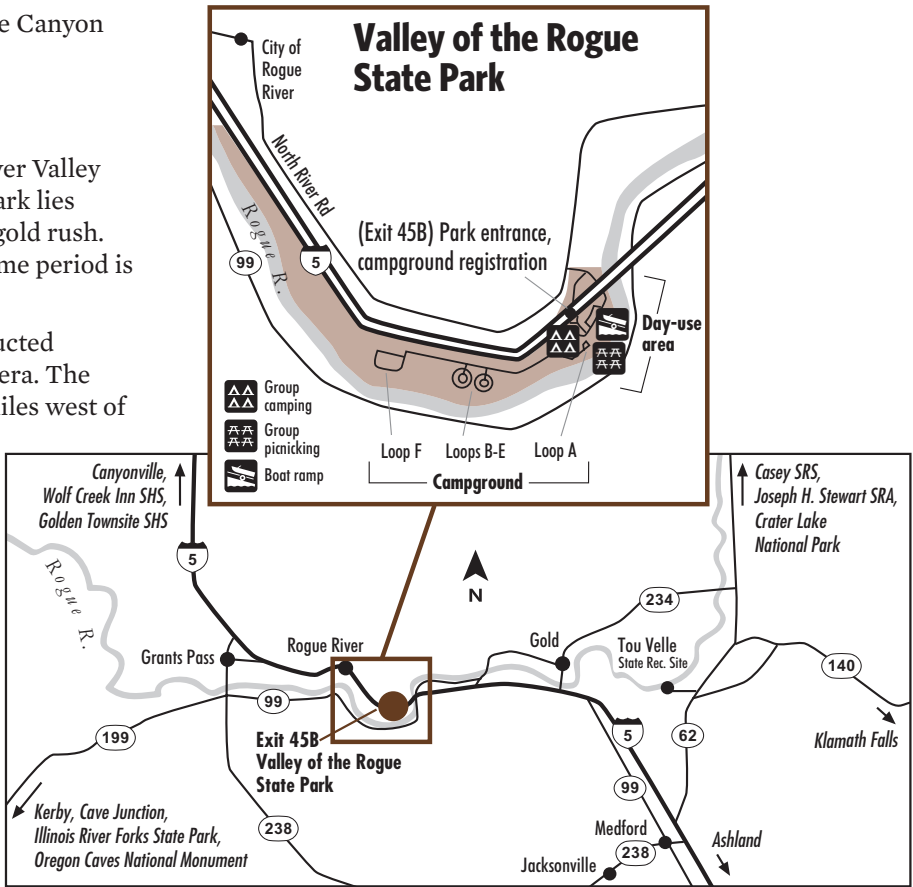 e Canyon
er Valley
ark lies
gold rush.
me period is
ucted
era. The
iles west of
Valley of the Rogue
State Park
City of
Rogue
River
North River Rd
Rogue R.
99
5
(Exit 45B) Park entrance,
campground registration
Day-use
area
Group
camping
Group
picnicking
Boat ramp
Loop F
Loops B-E
Loop A
Campground
Canyonville,
Wolf Creek Inn SHS,
Golden Townsite SHS
5
Casey SRS,
Joseph H. Stewart SRA,
Crater Lake
National Park
Rogue R.
N
234
Grants Pass
Rogue River
Gold
Tou Velle
State Rec. Site
140
99
199
Exit 45B
Valley of the Rogue
State Park
5
62
Klamath Falls
99
Kerby, Cave Junction,
Illinois River Forks State Park,
Oregon Caves National Monument
238
Medford
238
Jacksonville
Ashland